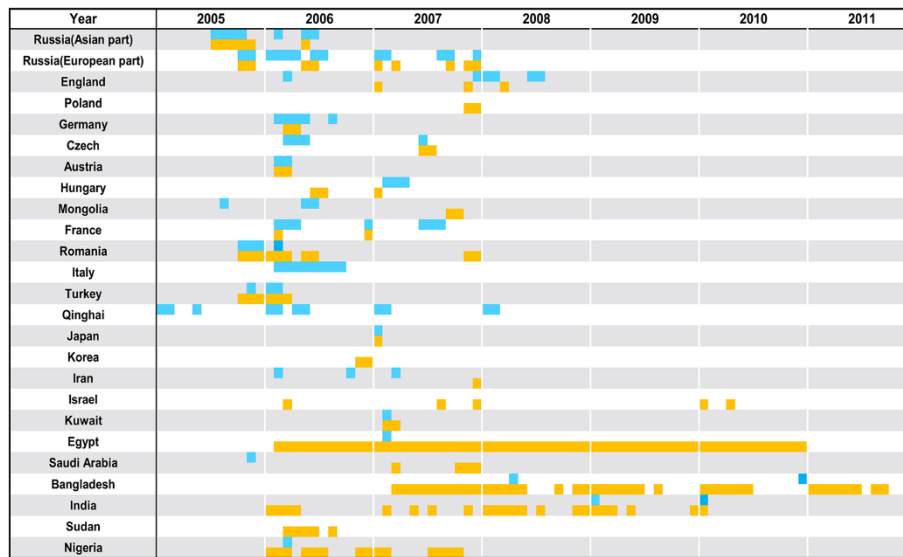 Year 2005 2006 2007 2008 2009 2010 2011
Russia(Asian part)
Russia(European part)
England
Poland
Germany
Czech
Austria
Hungary
Mongolia
France
Romania
Italy
Turkey
Qinghai
Japan
Korea
Iran
Israel
Kuwait
Egypt
Saudi Arabia
Bangladesh
India
Sudan
Nigeria